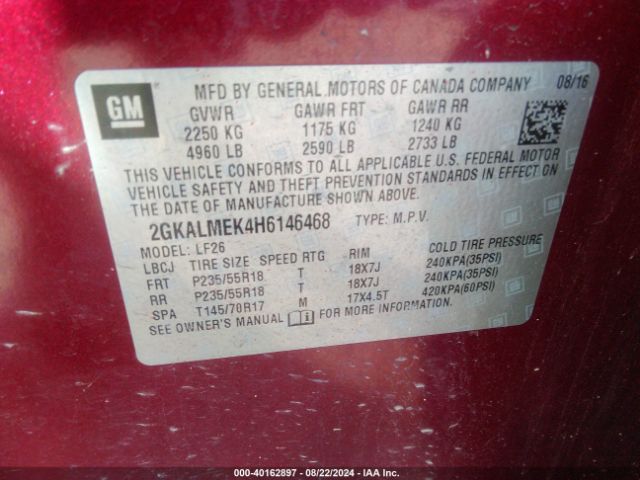 GM
MFD BY GENERAL MOTORS OF CANADA COMPANY 08/16
GVWR GAWR FRT GAWR RR
2250 KG 1175 KG 1240 KG
4960 LB 2590 LB 2733 LB
THIS VEHICLE CONFORMS TO ALL APPLICABLE U.S. FEDERAL MOTOR
VEHICLE SAFETY AND THEFT PREVENTION STANDARDS IN EFFECT ON
THE DATE OF MANUFACTURE SHOWN ABOVE.
2GKALMEK4H6146468 TYPE: M.P.V.
MODEL: LF26
LBCJ TIRE SIZE SPEED RTG RIM COLD TIRE PRESSURE
FRT P235/55R18 T 18X7J 240KPA(35PSI)
RR P235/55R18 T 18X7J 240KPA(35PSI)
SPA T145/70R17 M 17X4.5T 420KPA(60PSI)
SEE OWNER'S MANUAL i FOR MORE INFORMATION.
000-40162897 - 08/22/2024 - IAA Inc.